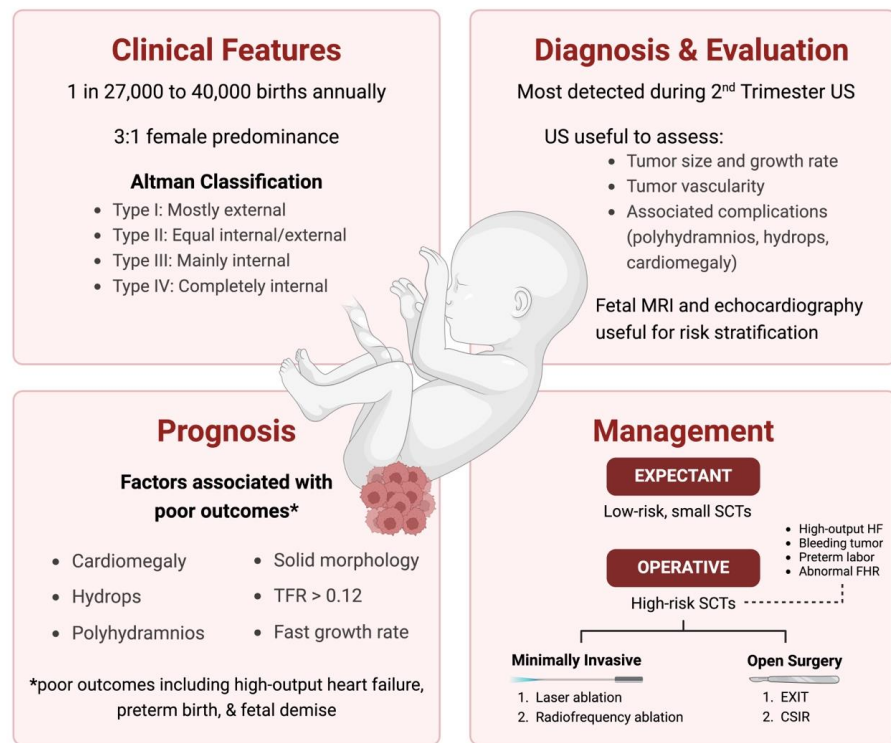 Clinical Features
1 in 27,000 to 40,000 births annually
3:1 female predominance
Altman Classification
• Type I: Mostly external
• Type II: Equal internal/external
• Type III: Mainly internal
• Type IV: Completely internal
Diagnosis & Evaluation
Most detected during 2nd Trimester US
US useful to assess:
• Tumor size and growth rate
• Tumor vascularity
• Associated complications
(polyhydramnios, hydrops,
cardiomegaly)
Fetal MRI and echocardiography
useful for risk stratification
Prognosis
Factors associated with
poor outcomes*
• Cardiomegaly
• Hydrops
• Polyhydramnios
• Solid morphology
• TFR > 0.12
• Fast growth rate
*poor outcomes including high-output heart failure,
preterm birth, & fetal demise
Management
EXPECTANT
Low-risk, small SCTs
OPERATIVE
High-risk SCTs
• High-output HF
• Bleeding tumor
• Preterm labor
• Abnormal FHR
Minimally Invasive
1. Laser ablation
2. Radiofrequency ablation
Open Surgery
1. EXIT
2. CSIR